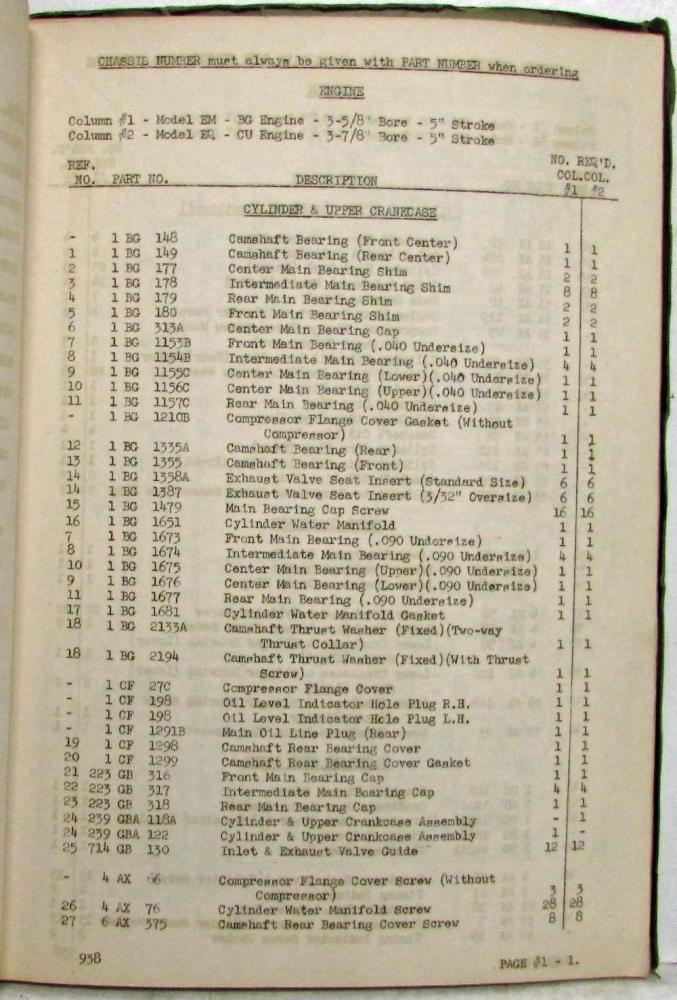 CHASSIS NUMBER must always be given with PART NUMBER when ordering
ENGINE
Column #1 - Model EM - BG Engine - 3-5/8" Bore - 5" Stroke
Column #2 - Model EQ - CU Engine - 3-7/8" Bore - 5" Stroke
REF. NO. REQ'D.
NO. PART NO. DESCRIPTION COL.COL.
#1 #2
CYLINDER & UPPER CRANKCASE
- 1 BG 148 Camshaft Bearing (Front Center) 1 1
1 1 BG 149 Camshaft Bearing (Rear Center) 1 1
2 1 BG 177 Center Main Bearing Shim 2 2
3 1 BG 178 Intermediate Main Bearing Shim 8 8
4 1 BG 179 Rear Main Bearing Shim 2 2
5 1 BG 180 Front Main Bearing Shim 2 2
6 1 BG 313A Center Main Bearing Cap 1 1
7 1 BG 1153B Front Main Bearing (.040 Undersize) 1 1
8 1 BG 1154B Intermediate Main Bearing (.040 Undersize) 4 4
9 1 BG 1155C Center Main Bearing (Lower)(.040 Undersize) 1 1
10 1 BG 1156C Center Main Bearing (Upper)(.040 Undersize) 1 1
11 1 BG 1157C Rear Main Bearing (.040 Undersize) 1 1
- 1 BG 1210B Compressor Flange Cover Gasket (Without
Compressor) 1 1
12 1 BG 1335A Camshaft Bearing (Rear) 1 1
13 1 BG 1355 Camshaft Bearing (Front) 1 1
14 1 BG 1358A Exhaust Valve Seat Insert (Standard Size) 6 6
14 1 BG 1387 Exhaust Valve Seat Insert (3/32" Oversize) 6 6
15 1 BG 1479 Main Bearing Cap Screw 16 16
16 1 BG 1651 Cylinder Water Manifold 1 1
7 1 BG 1673 Front Main Bearing (.090 Undersize) 1 1
8 1 BG 1674 Intermediate Main Bearing (.090 Undersize) 4 4
10 1 BG 1675 Center Main Bearing (Upper)(.090 Undersize) 1 1
9 1 BG 1676 Center Main Bearing (Lower)(.090 Undersize) 1 1
11 1 BG 1677 Rear Main Bearing (.090 Undersize) 1 1
17 1 BG 1681 Cylinder Water Manifold Gasket 1 1
18 1 BG 2133A Camshaft Thrust Washer (Fixed)(Two-way
Thrust Collar) 1 1
18 1 BG 2194 Camshaft Thrust Washer (Fixed)(With Thrust
Screw) 1 1
- 1 CF 27C Compressor Flange Cover 1 1
- 1 CF 198 Oil Level Indicator Hole Plug R.H. 1 1
- 1 CF 198 Oil Level Indicator Hole Plug L.H. 1 1
- 1 CF 1291B Main Oil Line Plug (Rear) 1 1
19 1 CF 1298 Camshaft Rear Bearing Cover 1 1
20 1 CF 1299 Camshaft Rear Bearing Cover Gasket 1 1
21 223 GB 316 Front Main Bearing Cap 1 1
22 223 GB 317 Intermediate Main Bearing Cap 4 4
23 223 GB 318 Rear Main Bearing Cap 1 1
24 239 GBA 118A Cylinder & Upper Crankcase Assembly - 1
24 239 GBA 122 Cylinder & Upper Crankcase Assembly 1 -
25 714 GB 130 Inlet & Exhaust Valve Guide 12 12
- 4 AX 66 Compressor Flange Cover Screw (Without
Compressor) 3 3
26 4 AX 76 Cylinder Water Manifold Screw 28 28
27 6 AX 375 Camshaft Rear Bearing Cover Screw 8 8
938 PAGE #1 - 1.